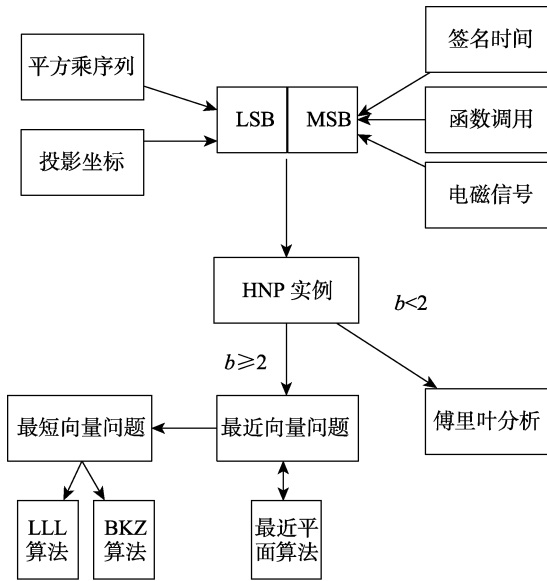 签名时间
平方乘序列
LSB
MSB
函数调用
投影坐标
电磁信号
HNP 实例
b<2
b≥2
最短向量问题
最近向量问题
傅里叶分析
LLL
算法
BKZ
算法
最近平
面算法